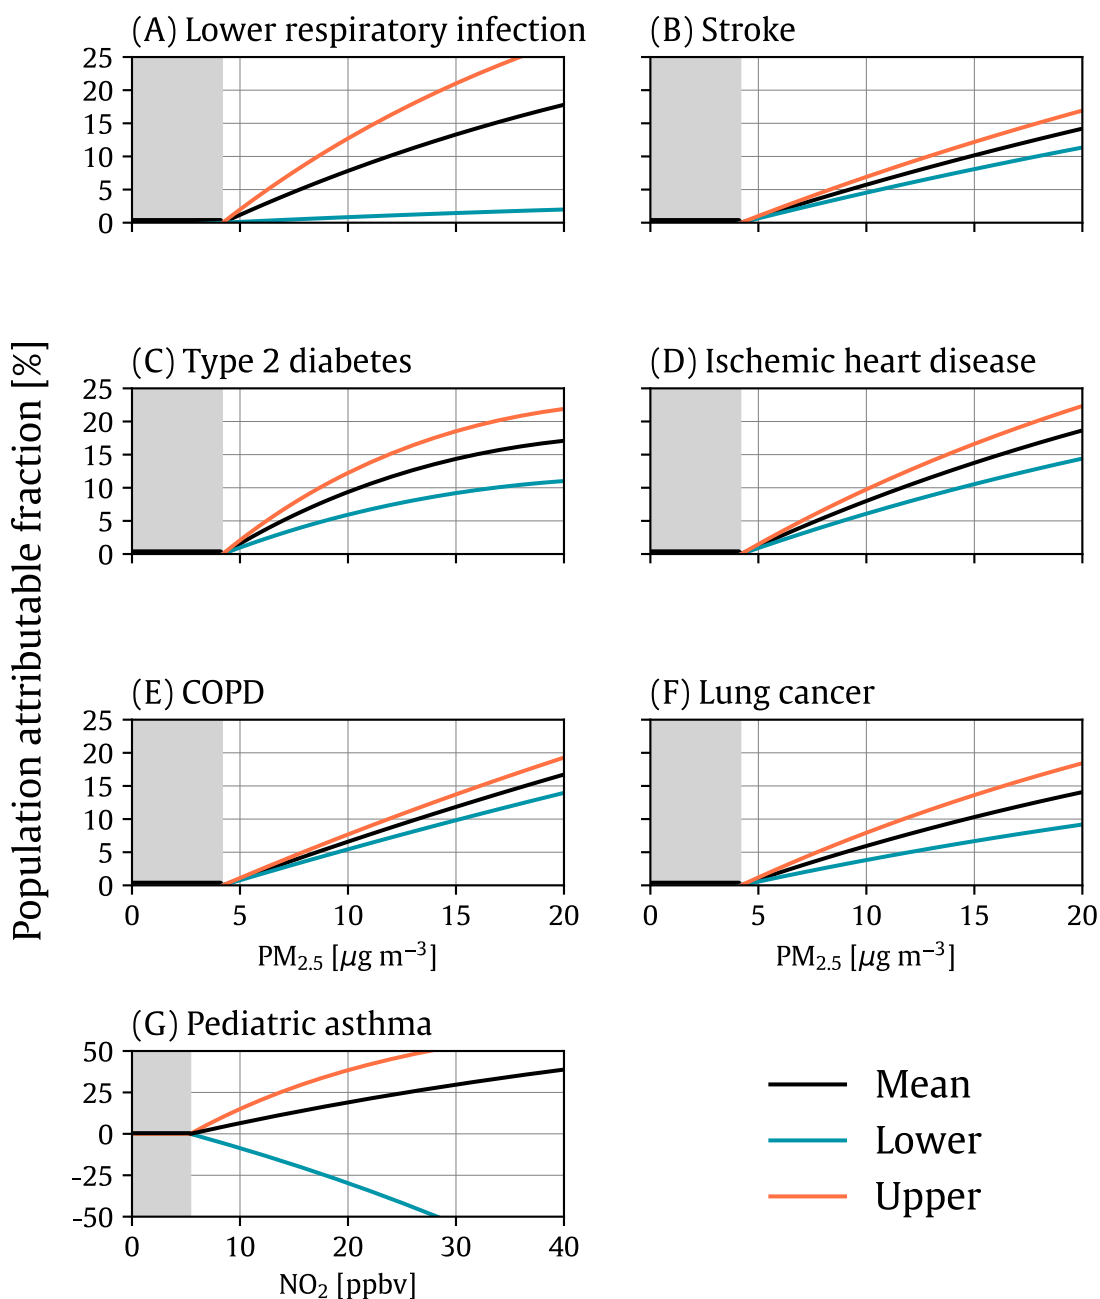 (A) Lower respiratory infection
(B) Stroke
25
20
15
10
5
0
Population attributable fraction [%]
(C) Type 2 diabetes
(D) Ischemic heart disease
25
20
15
10
5
0
(E) COPD
(F) Lung cancer
25
20
15
10
5
0
0 5 10 15 20
0 5 10 15 20
PM2.5 [μg m−3]
PM2.5 [μg m−3]
(G) Pediatric asthma
50
25
0
-25
-50
0 10 20 30 40
NO2 [ppbv]
Mean
Lower
Upper